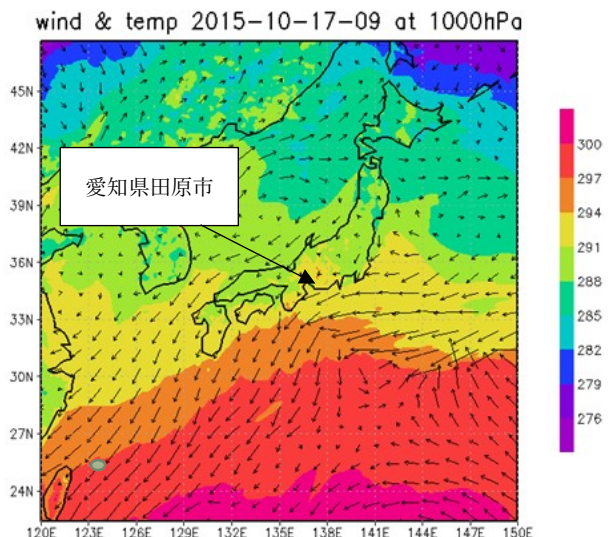 wind & temp 2015-10-17-09 at 1000hPa
45N
42N
39N
36N
33N
30N
27N
24N
愛知県田原市
120E 123E 126E 129E 132E 135E 138E 141E 144E 147E 150E
300
297
294
291
288
285
282
279
276